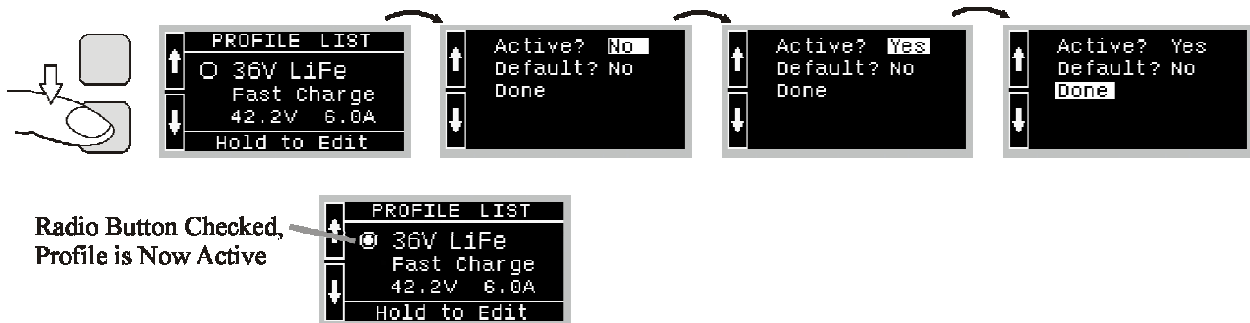 PROFILE LIST
36V LiFe
Fast Charge
42.2V 6.0A
Hold to Edit
Active? No
Default? No
Done
Active? Yes
Default? No
Done
Active? Yes
Default? No
Done
Radio Button Checked,
Profile is Now Active
PROFILE LIST
36V LiFe
Fast Charge
42.2V 6.0A
Hold to Edit